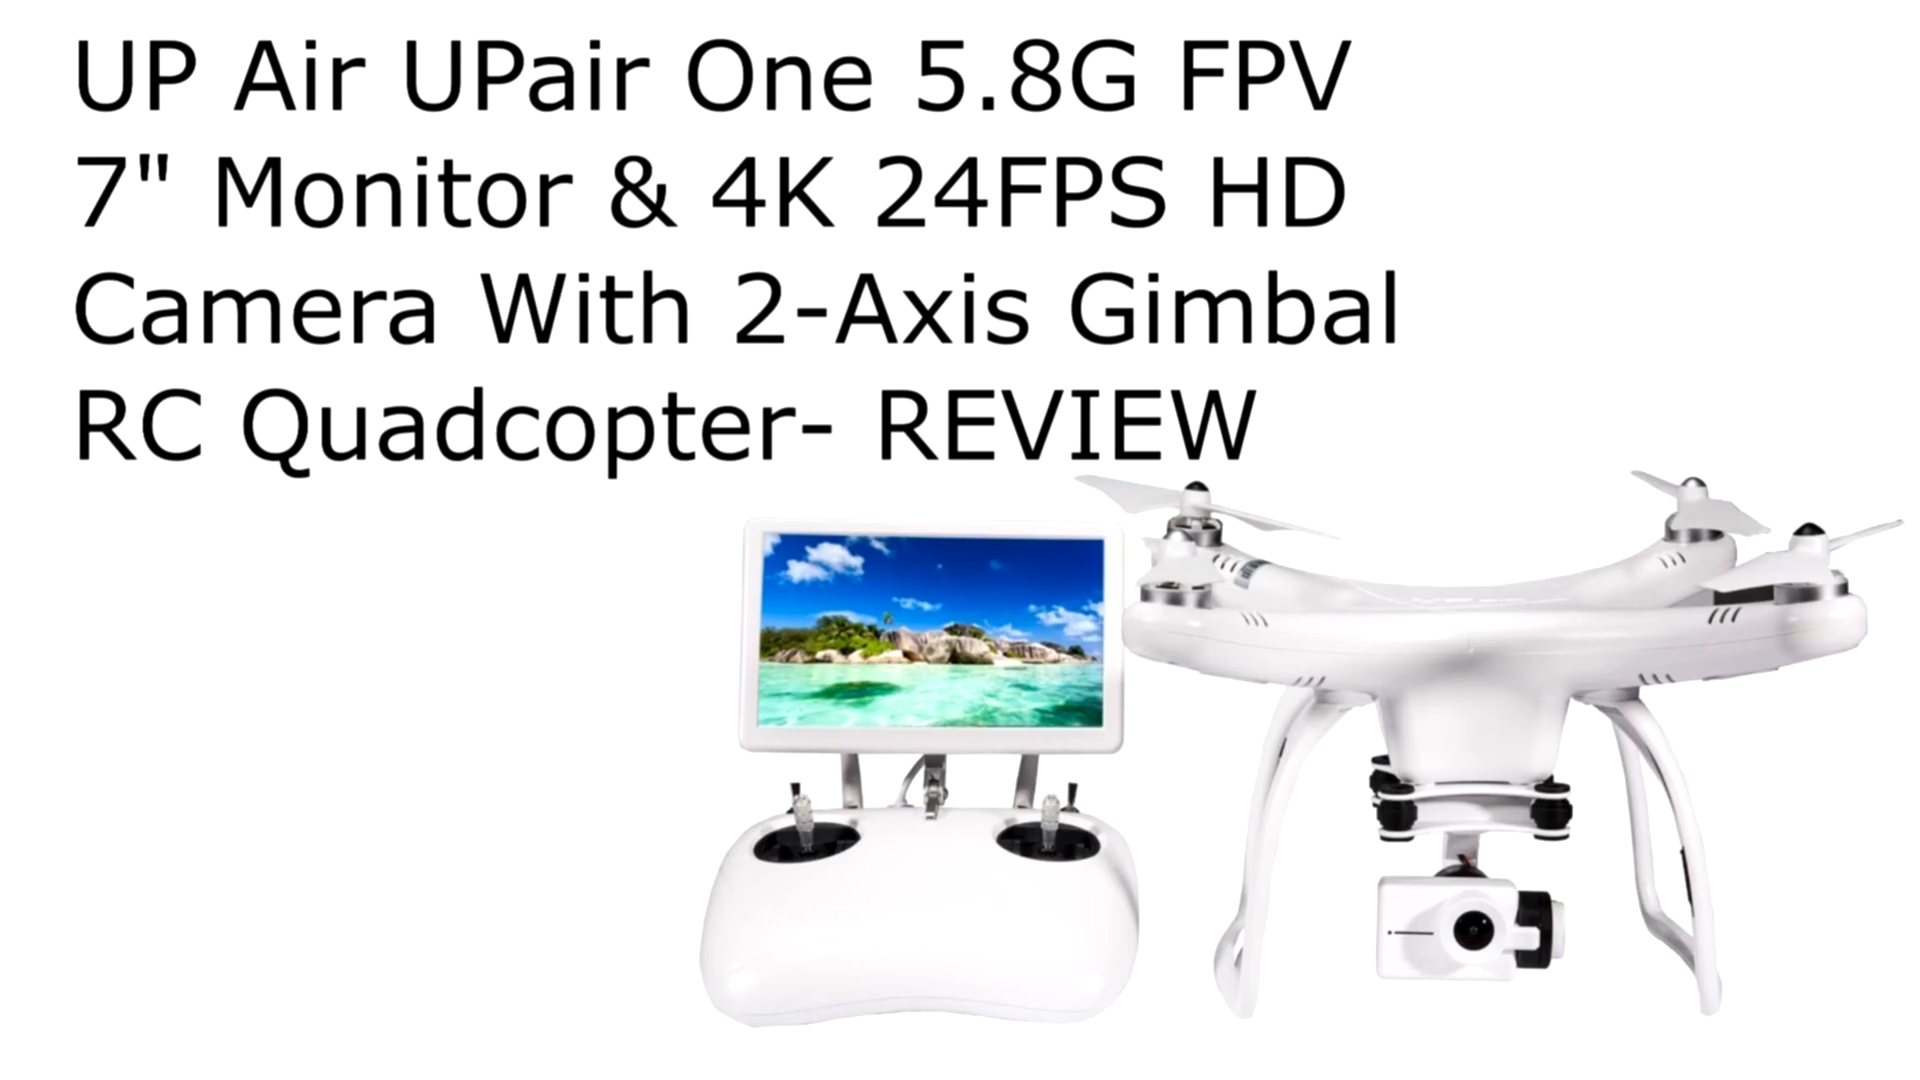 UP Air UPair One 5.8G FPV
7" Monitor & 4K 24FPS HD
Camera With 2-Axis Gimbal
RC Quadcopter- REVIEW